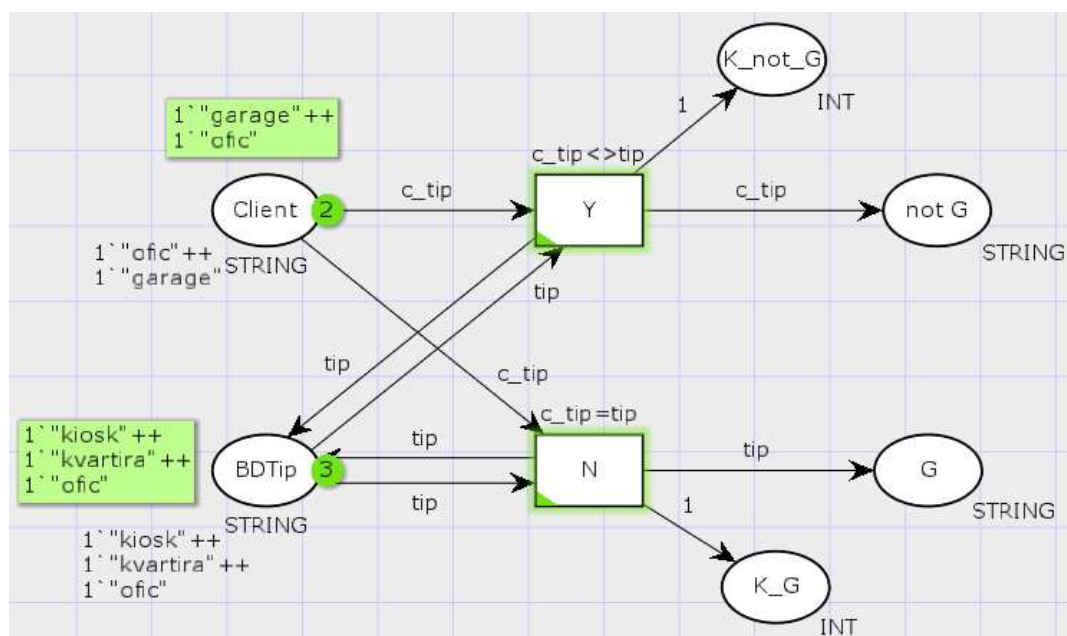 K_not_G
INT
1
1`"garage"++
1`"ofic"
c_tip<>tip
Client
2
c_tip
Y
c_tip
not G
STRING
1`"ofic"++
1`"garage"
STRING
tip
tip
c_tip
c_tip=tip
1`"kiosk"++
1`"kvartira"++
1`"ofic"
BDTip
3
tip
tip
N
tip
G
STRING
STRING
1`"kiosk"++
1`"kvartira"++
1`"ofic"
1
K_G
INT